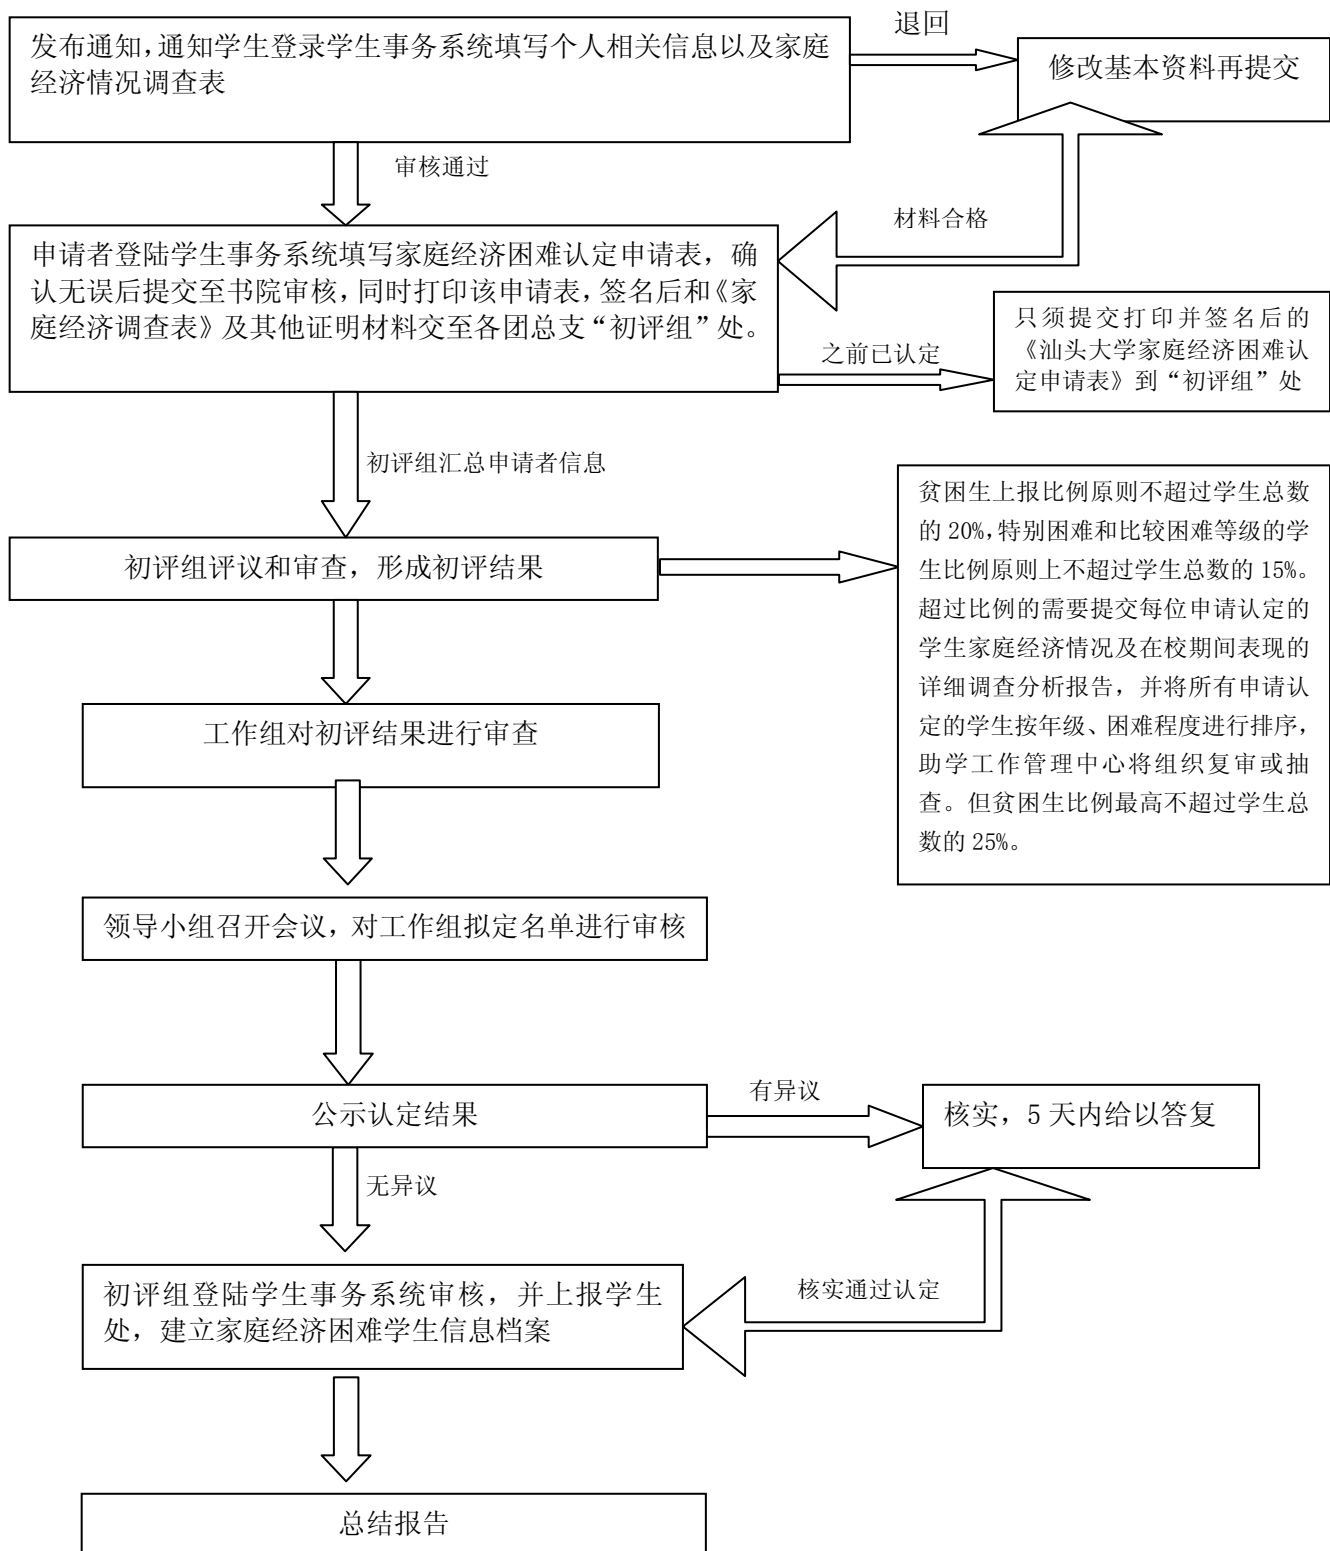 退回
发布通知，通知学生登录学生事务系统填写个人相关信息以及家庭
经济情况调查表
修改基本资料再提交
审核通过
材料合格
申请者登陆学生事务系统填写家庭经济困难认定申请表，确
认无误后提交至书院审核，同时打印该申请表，签名后和《家
庭经济调查表》及其他证明材料交至各团总支“初评组”处。
之前已认定
只须提交打印并签名后的
《汕头大学家庭经济困难认
定申请表》到“初评组”处
初评组汇总申请者信息
初评组评议和审查，形成初评结果
贫困生上报比例原则不超过学生总数
的 20%，特别困难和比较困难等级的学
生比例原则上不超过学生总数的 15%。
超过比例的需要提交每位申请认定的
学生家庭经济情况及在校期间表现的
详细调查分析报告，并将所有申请认
定的学生按年级、困难程度进行排序，
助学工作管理中心将组织复审或抽
查。但贫困生比例最高不超过学生总
数的 25%。
工作组对初评结果进行审查
领导小组召开会议，对工作组拟定名单进行审核
公示认定结果
有异议
核实，5 天内给以答复
无异议
初评组登陆学生事务系统审核，并上报学生
处，建立家庭经济困难学生信息档案
核实通过认定
总结报告